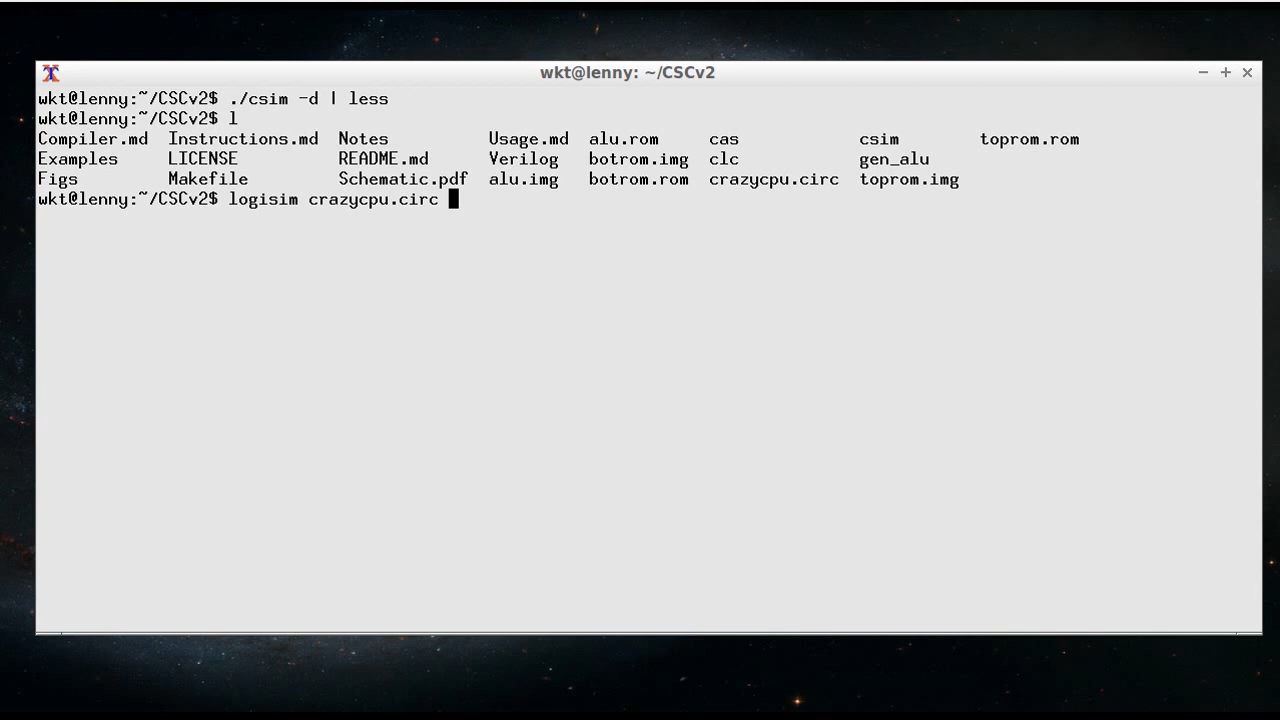 wkt@lenny: ~/CSCv2
wkt@lenny:~/CSCv2$ ./csim -d | less
wkt@lenny:~/CSCv2$ l
Compiler.md  Instructions.md  Notes          Usage.md  alu.rom     cas            csim        toprom.rom
Examples     LICENSE          README.md      Verilog   botrom.img  clc            gen_alu
Figs         Makefile         Schematic.pdf  alu.img   botrom.rom  crazycpu.circ  toprom.img
wkt@lenny:~/CSCv2$ logisim crazycpu.circ